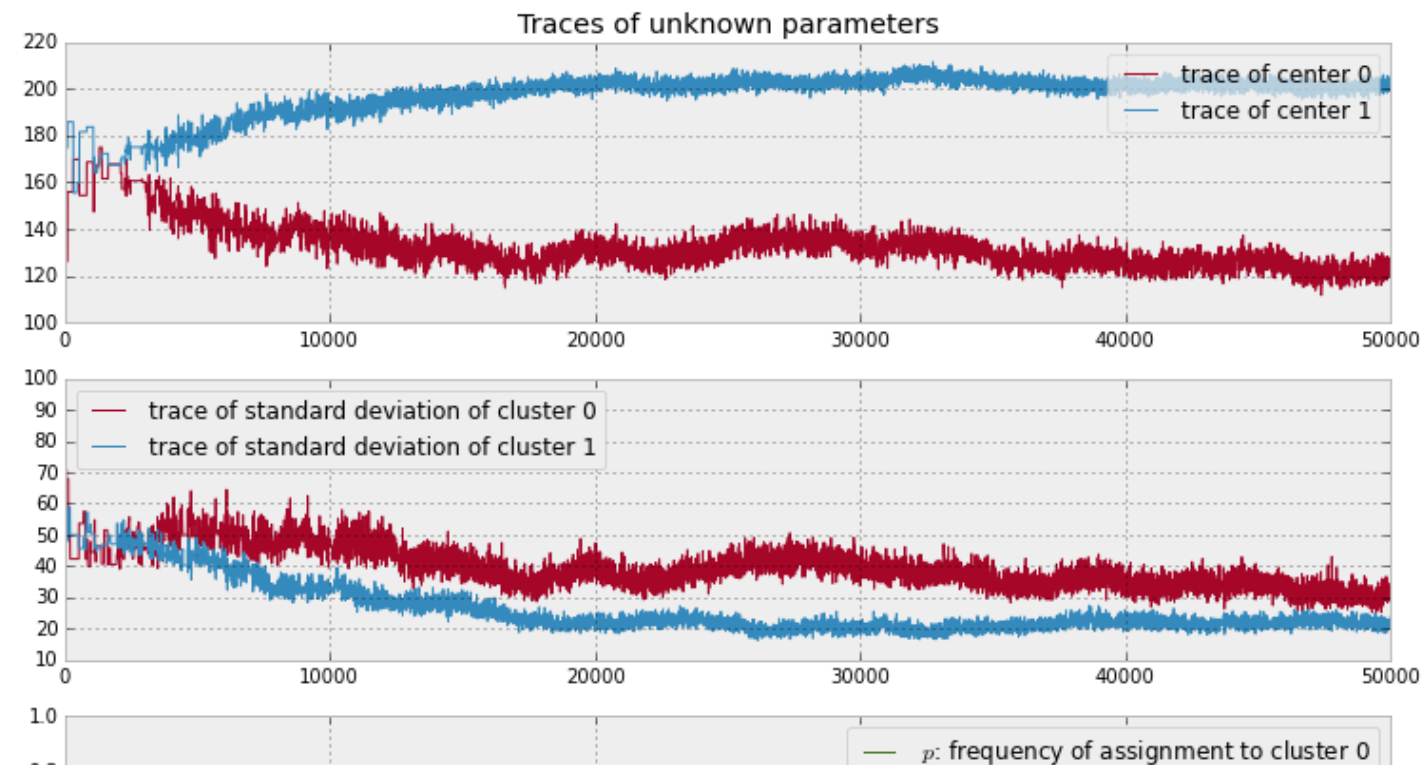 Traces of unknown parameters
220
200
180
160
140
120
100
trace of center 0
trace of center 1
0 10000 20000 30000 40000 50000
100
90
80
70
60
50
40
30
20
10
trace of standard deviation of cluster 0
trace of standard deviation of cluster 1
0 10000 20000 30000 40000 50000
1.0
p: frequency of assignment to cluster 0